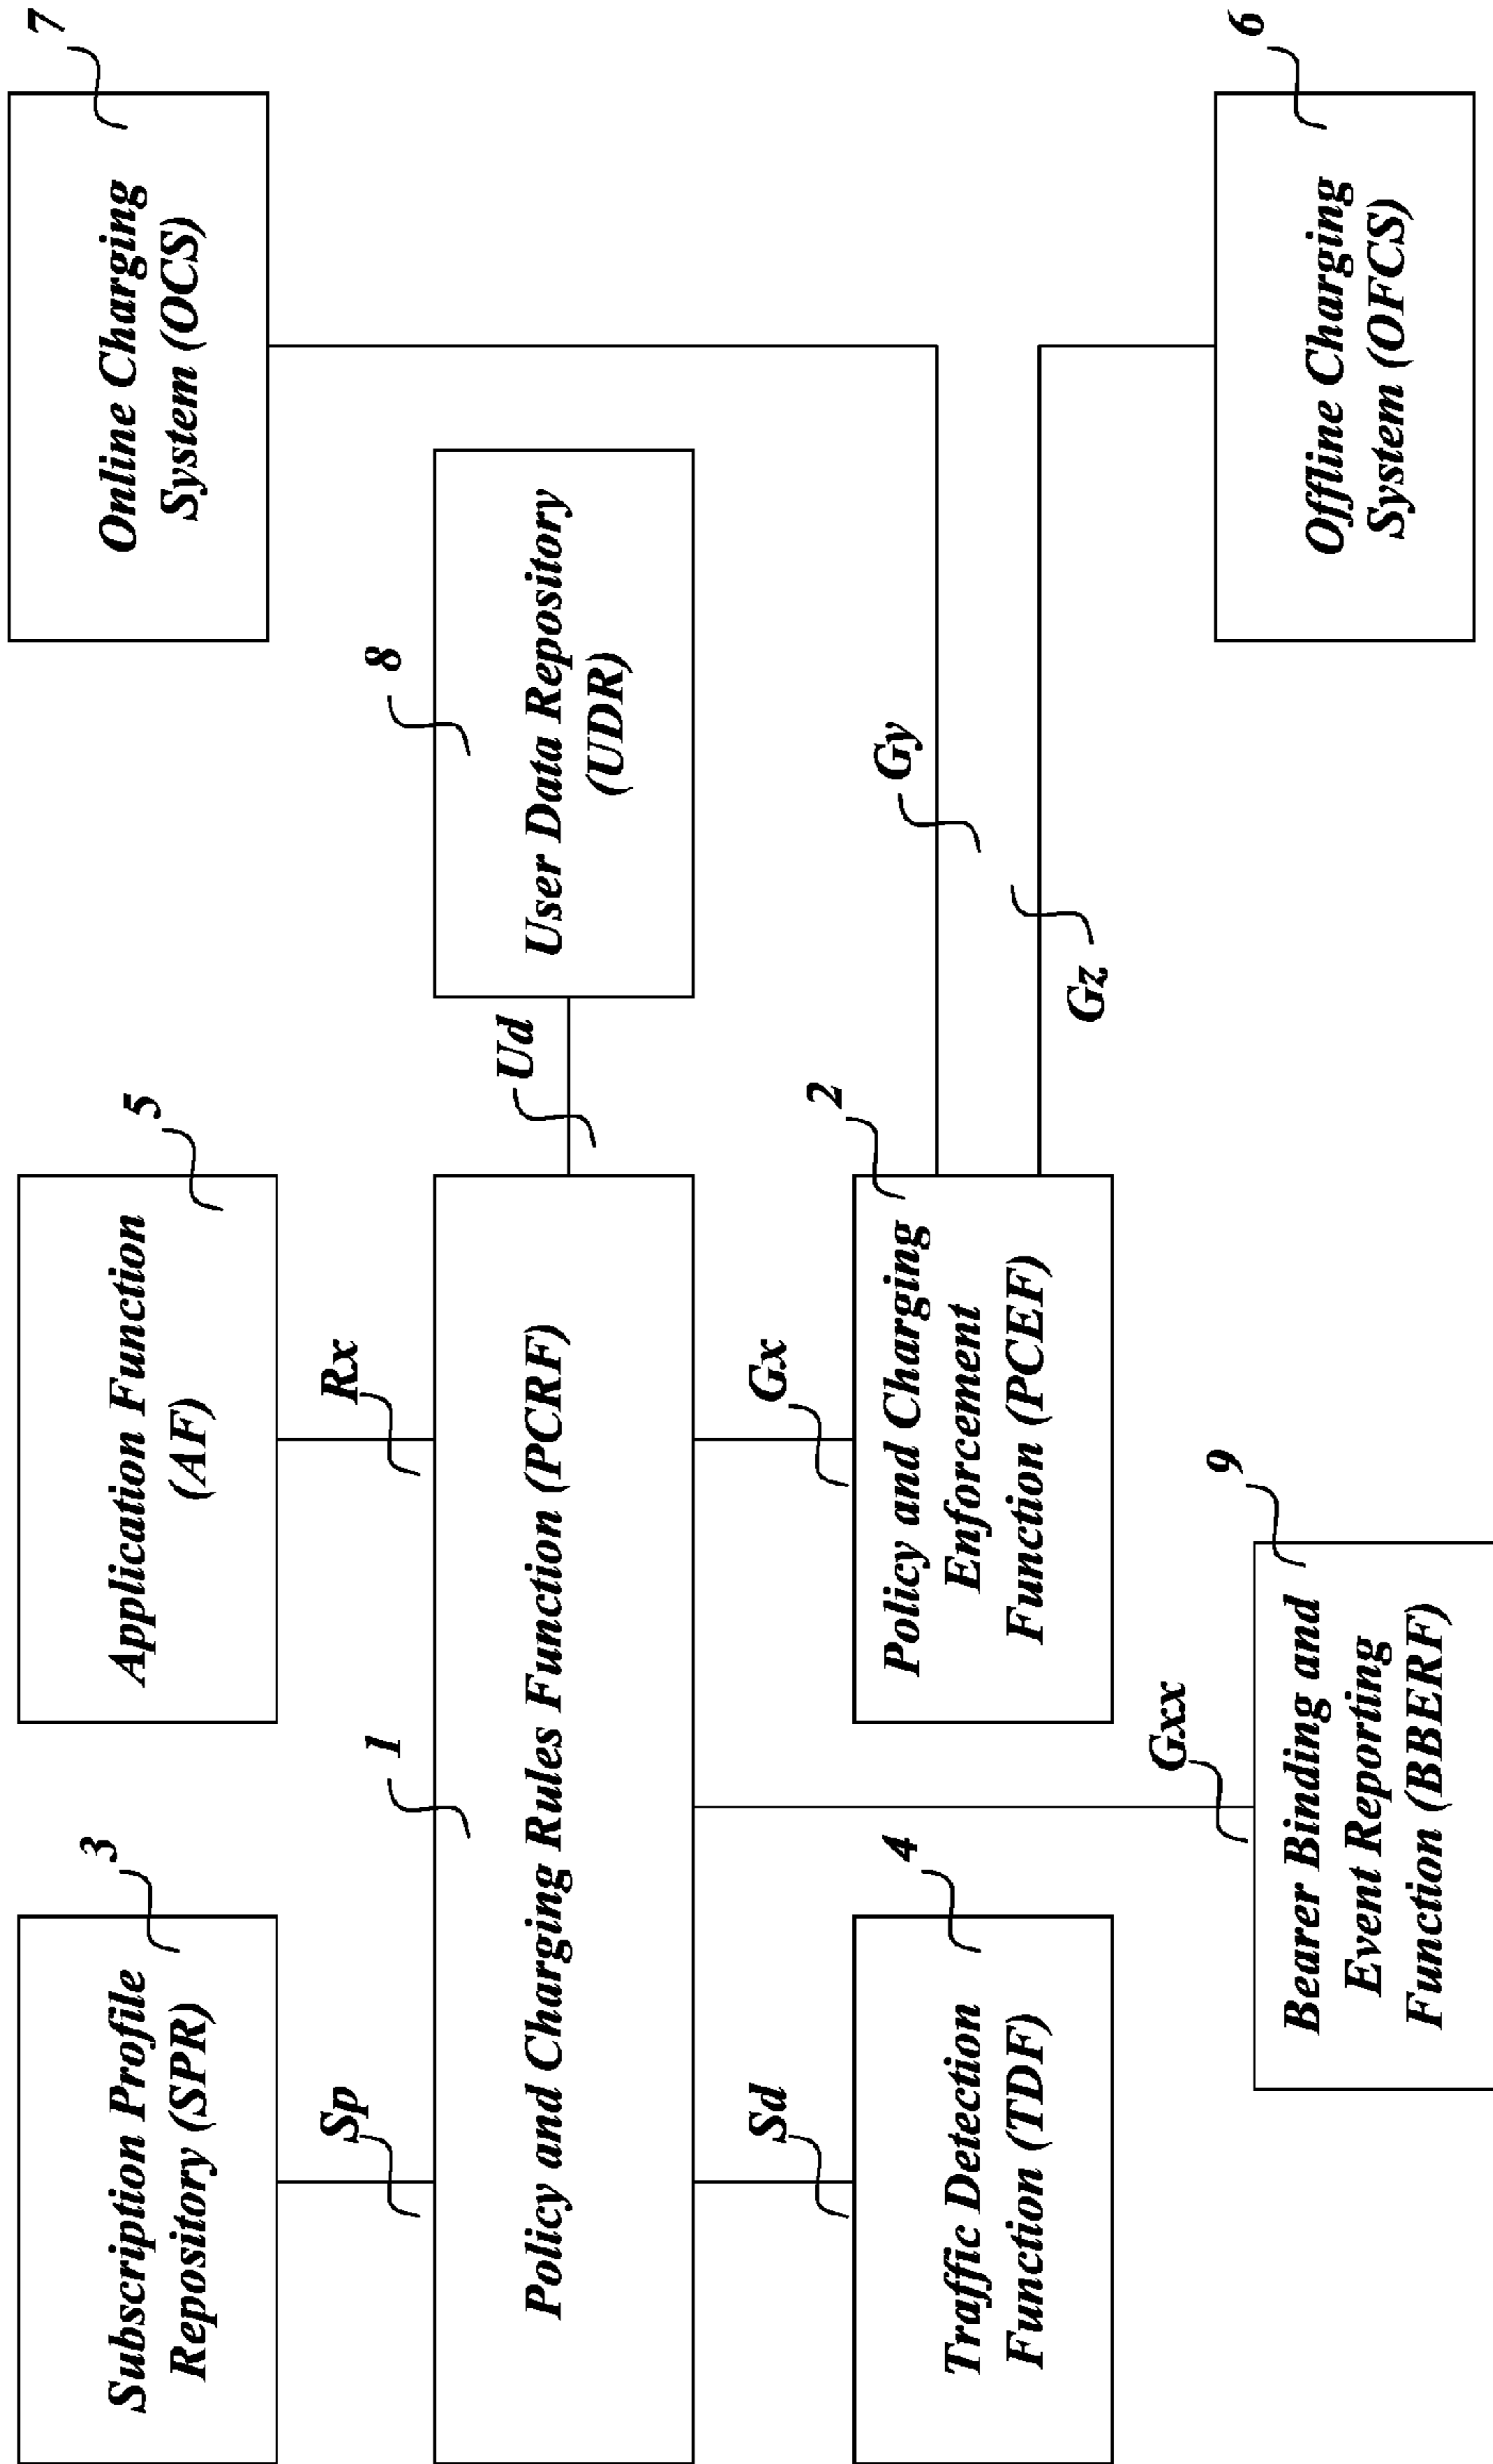 3
Subscription Profile
Repository (SPR)
5
Application Function
(AF)
7
Online Charging
System (OCS)
Sp
Rx
1
Policy and Charging Rules Function (PCRF)
Ud
8
User Data Repository
(UDR)
Sd
Gx
4
Traffic Detection
Function (TDF)
2
Policy and Charging
Enforcement
Function (PCEF)
Gy
Gz
Gxx
9
Bearer Binding and
Event Reporting
Function (BBERF)
6
Offline Charging
System (OFCS)